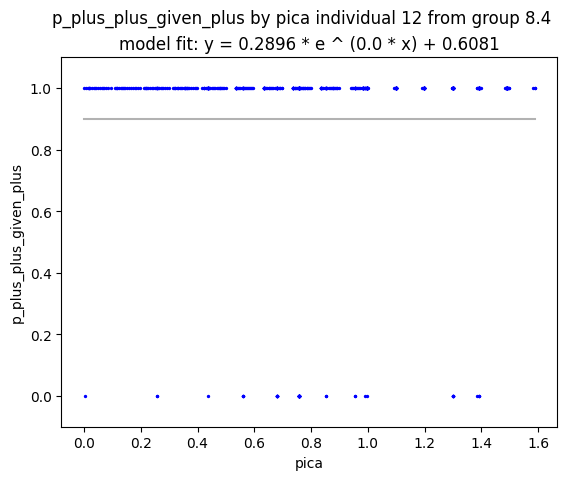 p_plus_plus_given_plus by pica individual 12 from group 8.4
model fit: y = 0.2896 * e ^ (0.0 * x) + 0.6081
1.0
0.8
0.6
0.4
0.2
0.0
p_plus_plus_given_plus
0.0 0.2 0.4 0.6 0.8 1.0 1.2 1.4 1.6
pica